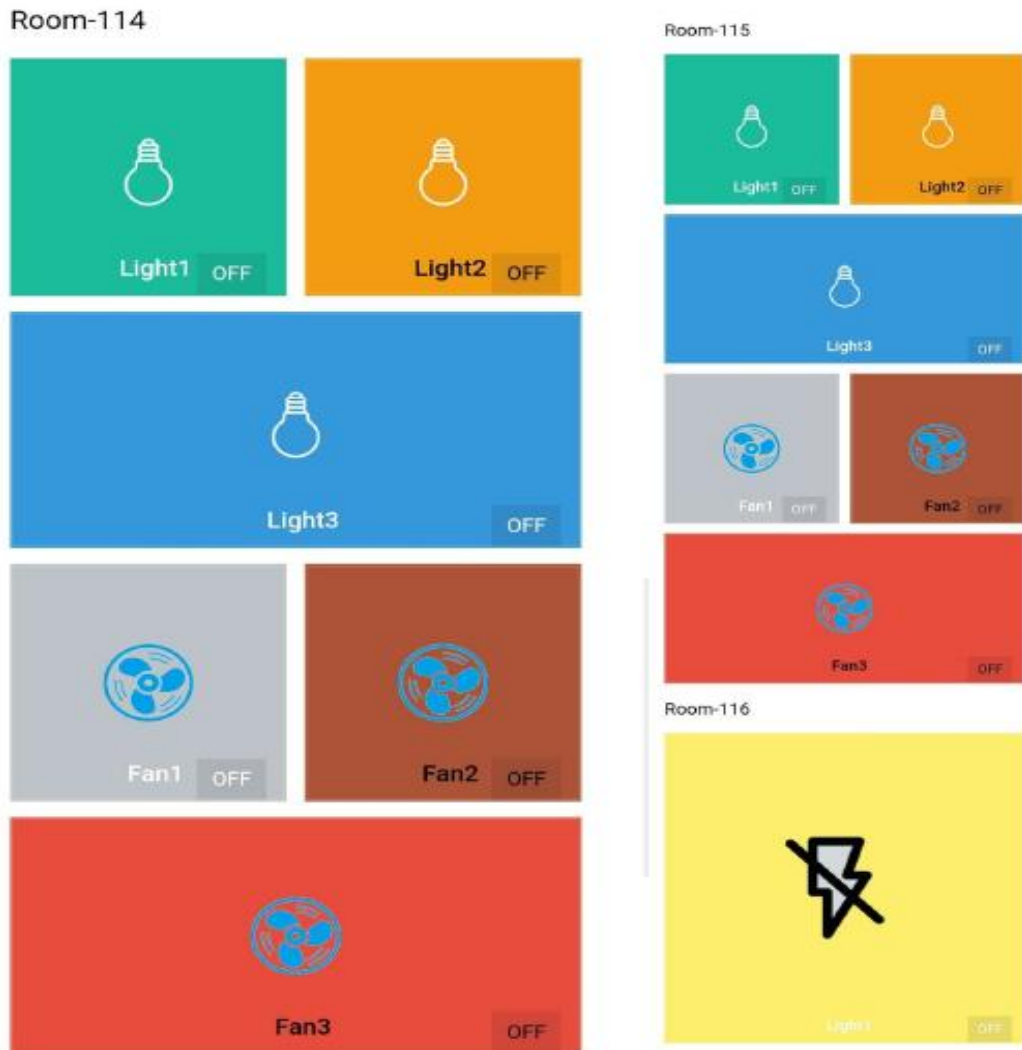 Room-114
Light1 OFF
Light2 OFF
Light3 OFF
Fan1 OFF
Fan2 OFF
Fan3 OFF
Room-115
Light1 OFF
Light2 OFF
Light3 OFF
Fan1 OFF
Fan2 OFF
Fan3 OFF
Room-116
Light1 OFF